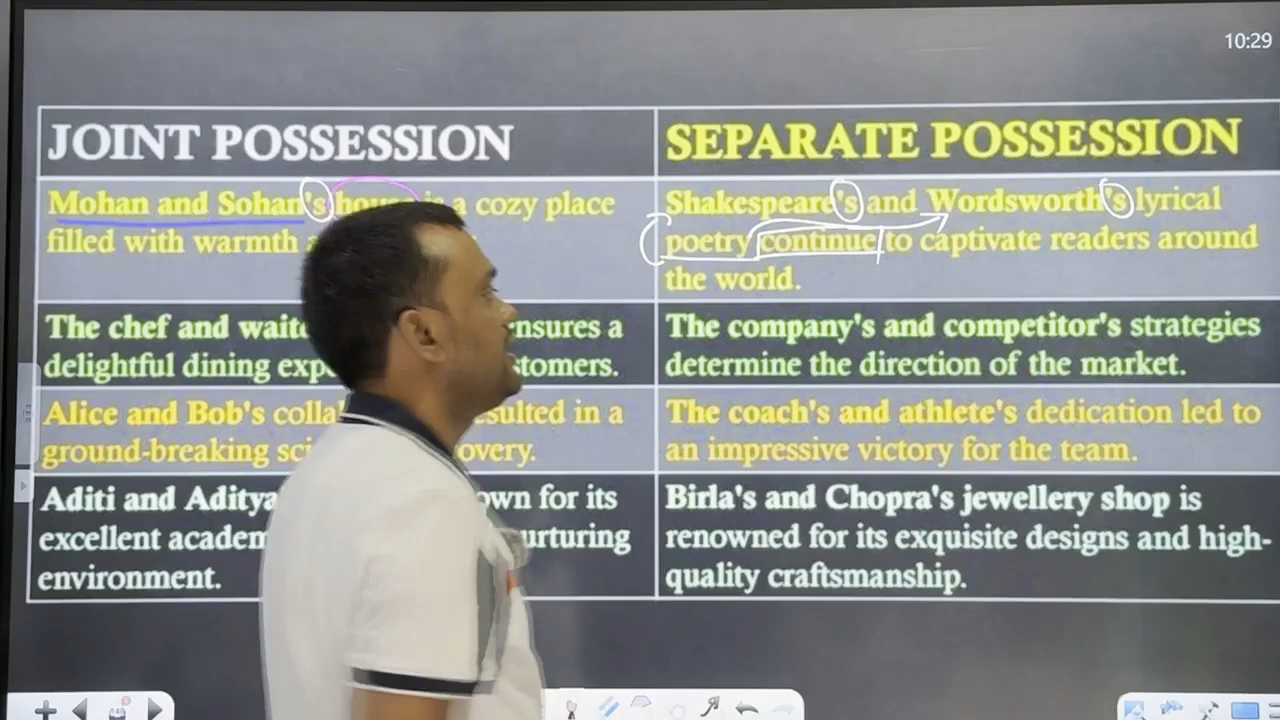 10:29
JOINT POSSESSION
SEPARATE POSSESSION
Mohan and Sohan's is a cozy place
filled with warmth
Shakespeare's and Wordsworth's lyrical
poetry continue to captivate readers around
the world.
The chef and ensures a
delightful dining
The company's and competitor's strategies
determine the direction of the market.
Alice and Bob's in a
ground-breaking
The coach's and athlete's dedication led to
an impressive victory for the team.
Aditi and Aditya for its
excellent
environment.
Birla's and Chopra's jewellery shop is
renowned for its exquisite designs and high-
quality craftsmanship.